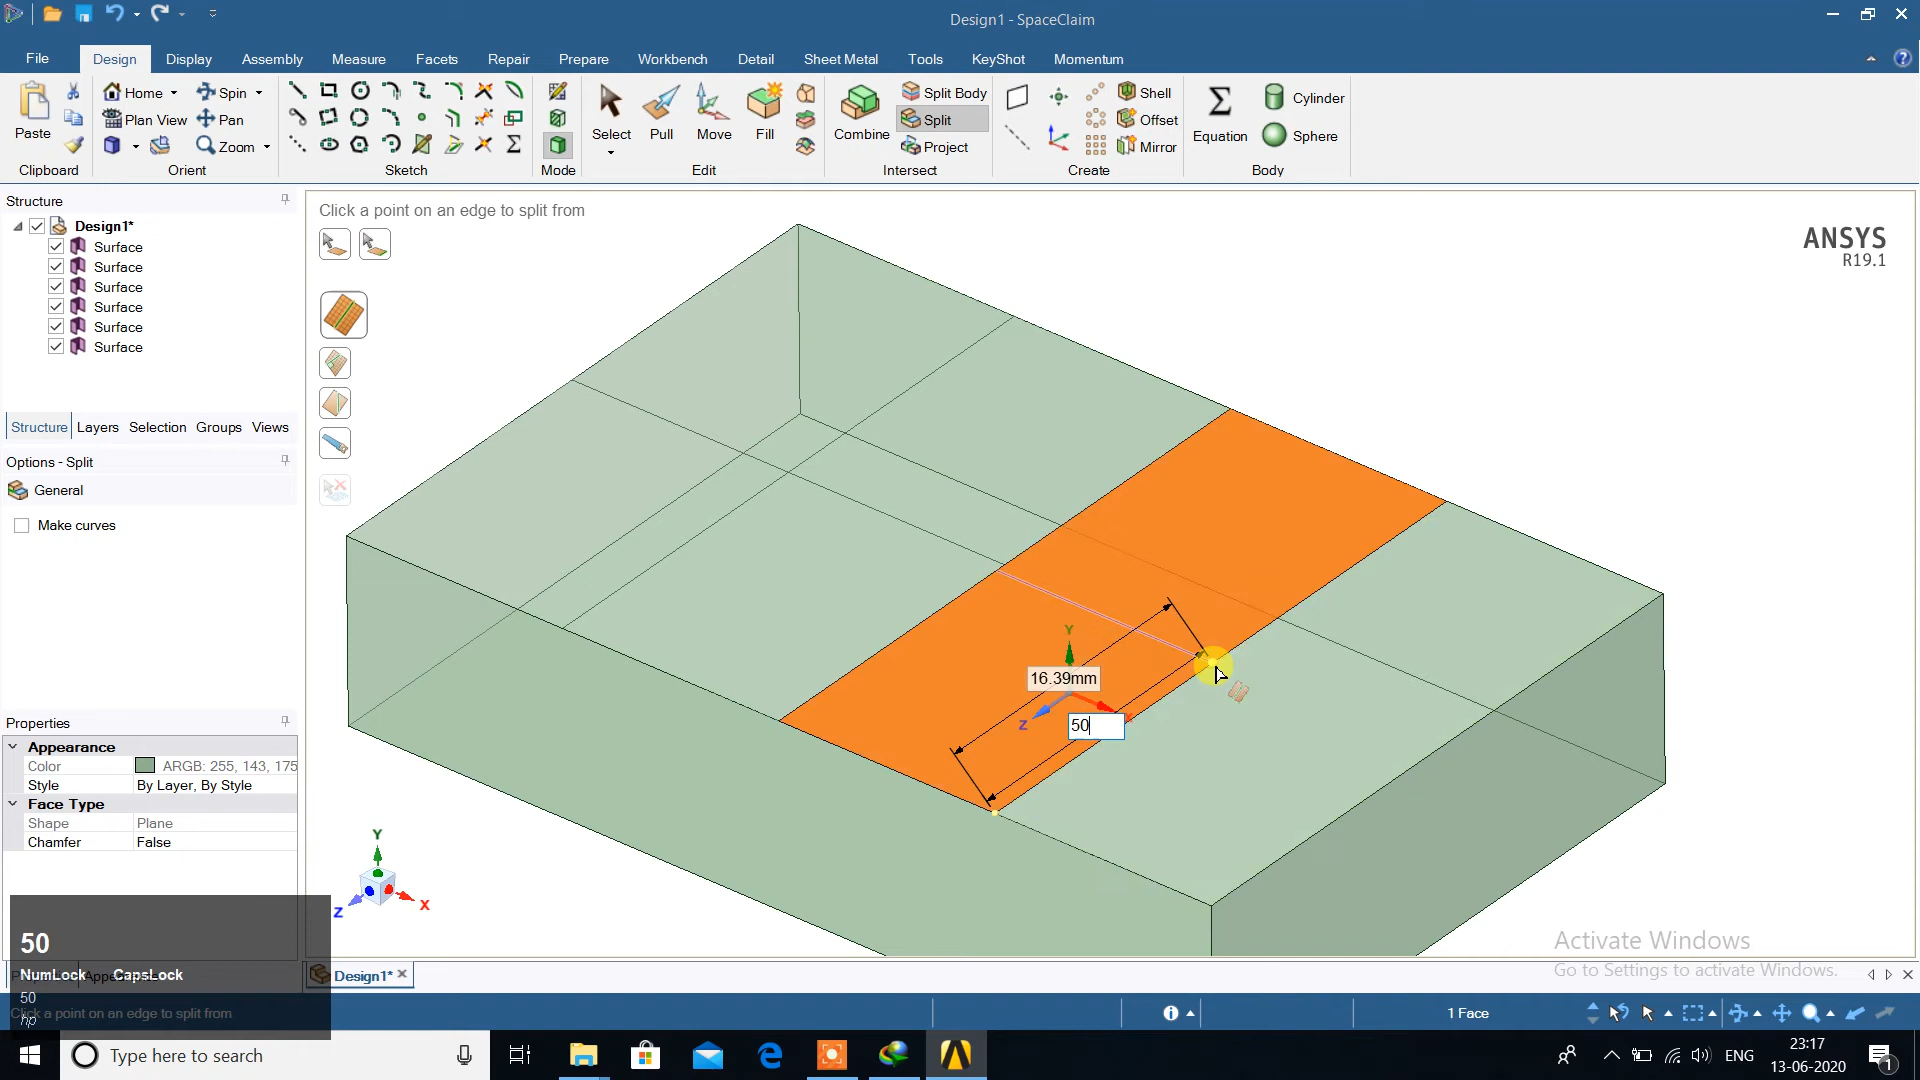 Design1 - SpaceClaim
File
Design
Display
Assembly
Measure
Facets
Repair
Prepare
Workbench
Detail
Sheet Metal
Tools
KeyShot
Momentum
Paste
Home
Spin
Plan View
Pan
Zoom
Select
Pull
Move
Fill
Combine
Split Body
Split
Project
Shell
Offset
Mirror
Equation
Cylinder
Sphere
Clipboard
Orient
Sketch
Mode
Edit
Intersect
Create
Body
Structure
Design1*
Surface
Surface
Surface
Surface
Surface
Surface
Structure
Layers
Selection
Groups
Views
Options - Split
General
Make curves
Properties
Appearance
Color
ARGB: 255, 143, 175
Style
By Layer, By Style
Face Type
Shape
Plane
Chamfer
False
Click a point on an edge to split from
ANSYS
R19.1
Y
16.39mm
Z
50
Y
Z
X
Activate Windows
Go to Settings to activate Windows.
50
NumLock
CapsLock
50
Click a point on an edge to split from
hp
Design1*
1 Face
Type here to search
ENG
23:17
13-06-2020
1